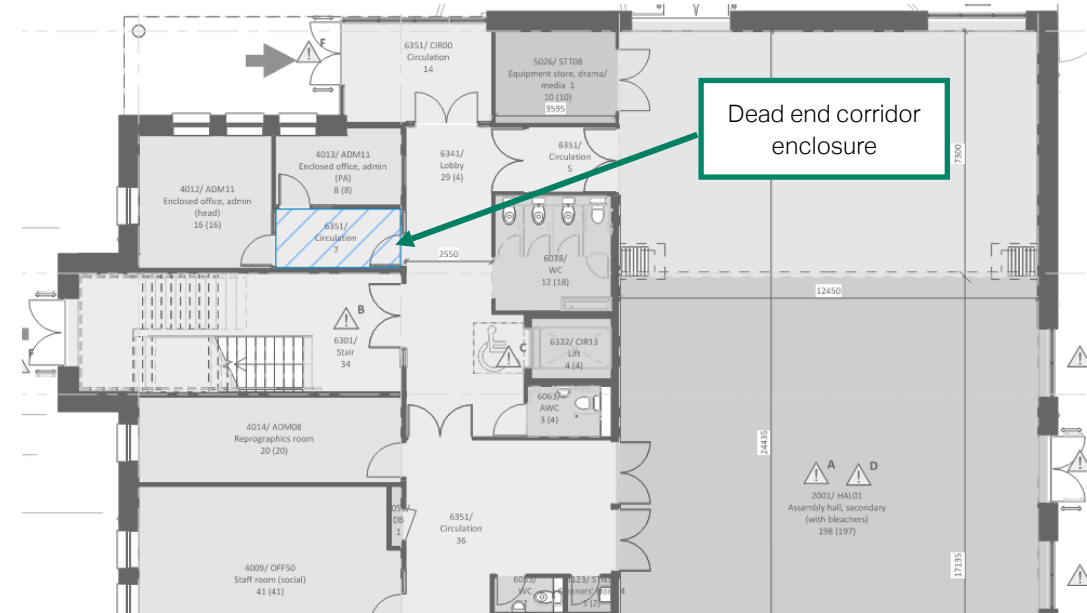 F
6351/ CIR00
Circulation
14
5026/ STT08
Equipment store, drama/
media 1
10 (10)
3595
Dead end corridor
enclosure
4013/ ADM11
Enclosed office, admin
(PA)
8 (8)
6341/
Lobby
29 (4)
6351/
Circulation
5
7300
4012/ ADM11
Enclosed office, admin
(head)
16 (16)
6351/
Circulation
7
2550
6038/
WC
12 (18)
12450
B
6301/
Stair
34
C
6322/ CIR13
Lift
4 (4)
F
6063/
AWC
3 (4)
4014/ ADM08
Reprographics room
20 (20)
24435
A
D
2001/ HAL01
Assembly hall, secondary
(with bleachers)
198 (197)
DB
1
6351/
Circulation
36
4009/ OFF50
Staff room (social)
41 (41)
17135
WC
1 (2)